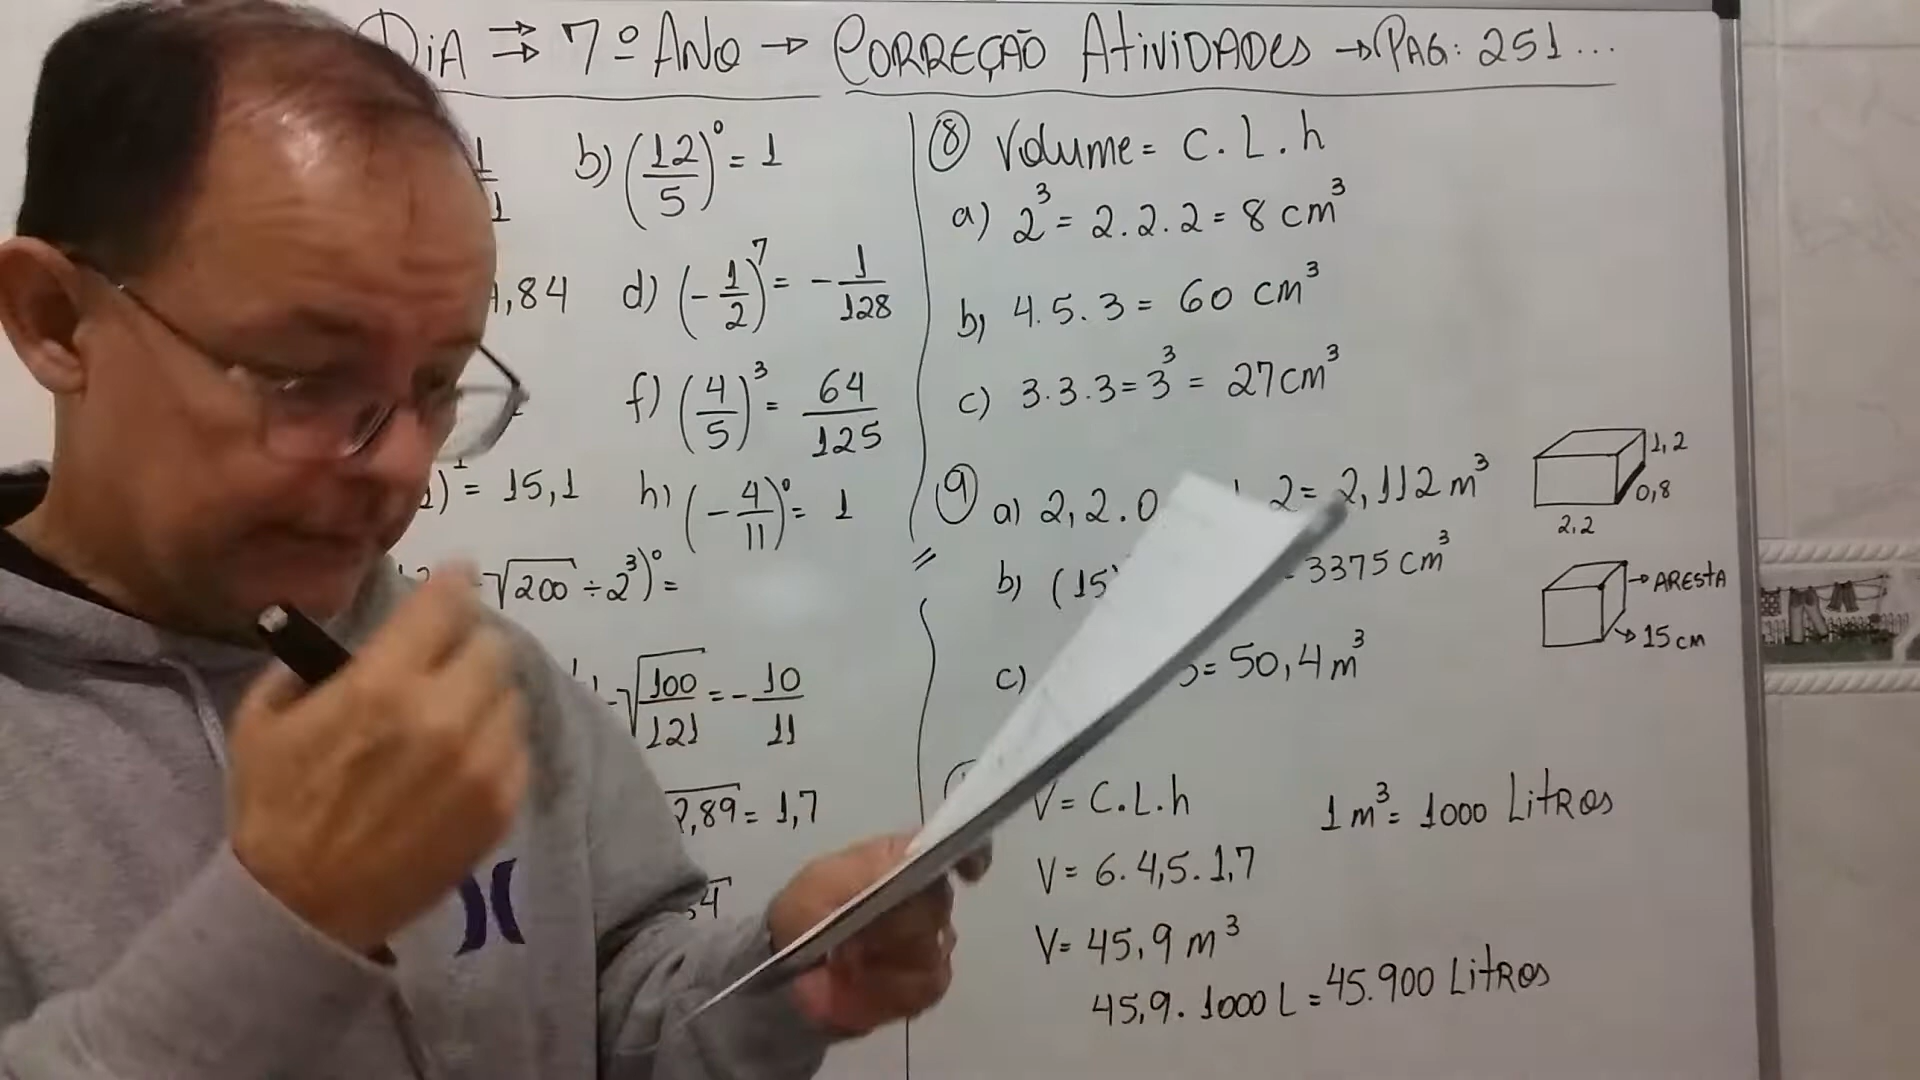 DIA ⇒ 7º ANO → CORREÇÃO ATIVIDADES → PAG: 251...
1/1 b) (12/5)⁰ = 1
,84 d) (-1/2)⁷ = -1/128
f) (4/5)³ = 64/125
)¹ = 15,1 h) (-4/11)⁰ = 1
√200 ÷ 2³)⁰ =
-√100/121 = -10/11
2,89 = 1,7
⑧ Volume = C.L.h
a) 2³ = 2.2.2 = 8 cm³
b) 4.5.3 = 60 cm³
c) 3.3.3 = 3³ = 27 cm³
⑨ a) 2,2.0 2 = 2,112 m³
b) (15 3375 cm³
c) = 50,4 m³
1,2
0,8
2,2
→ ARESTA
→ 15 cm
V = C.L.h 1 m³ = 1000 LitROs
V = 6.4,5.1,7
V = 45,9 m³
45,9. 1000 L = 45.900 LitROs